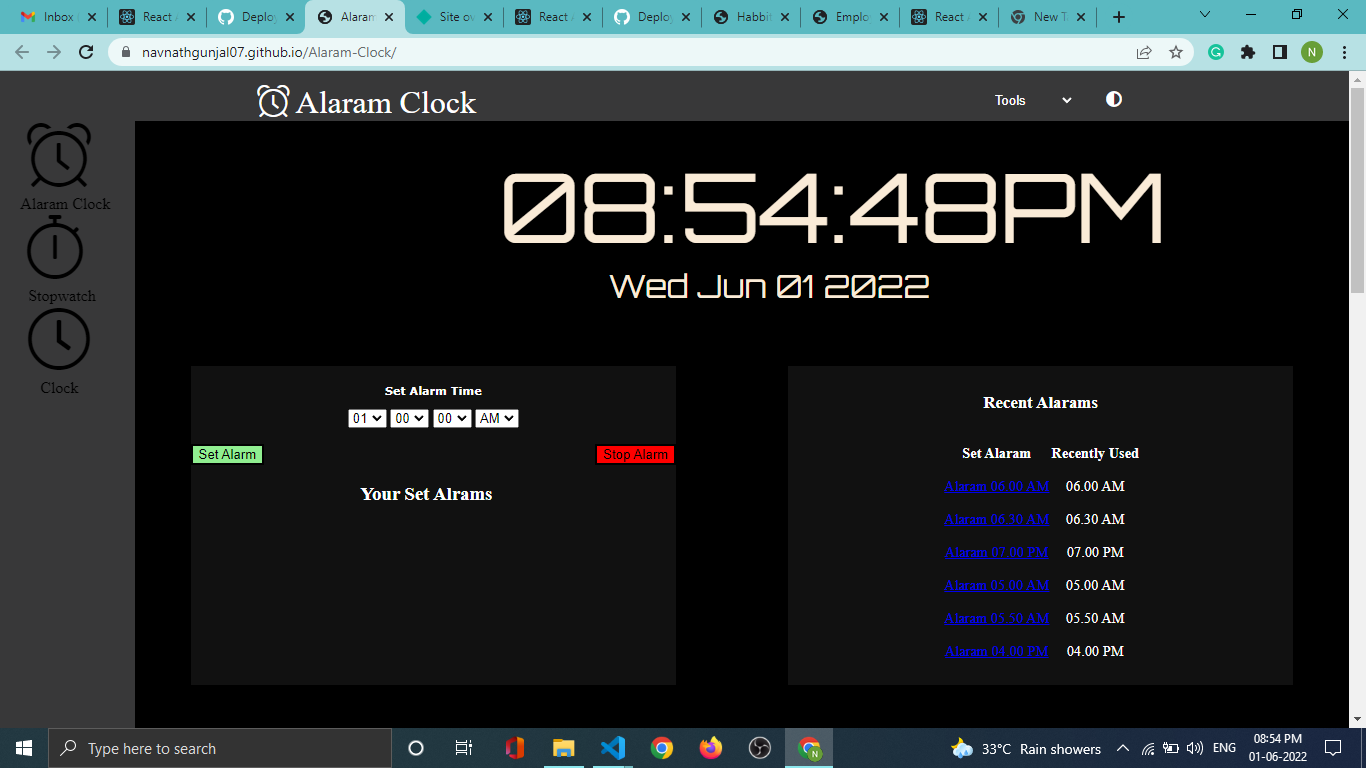 Inbox
React
Deploy
Alaram
Site ov
React
Deploy
Habbit
Emplo
React
New T
navnathgunjal07.github.io/Alaram-Clock/
N
Alaram Clock
Tools
Alaram Clock
Stopwatch
Clock
08:54:48PM
Wed Jun 01 2022
Set Alarm Time
01 00 00 AM
Set Alarm Stop Alarm
Your Set Alrams
Recent Alarams
Set Alaram Recently Used
Alaram 06.00 AM 06.00 AM
Alaram 06.30 AM 06.30 AM
Alaram 07.00 PM 07.00 PM
Alaram 05.00 AM 05.00 AM
Alaram 05.50 AM 05.50 AM
Alaram 04.00 PM 04.00 PM
Type here to search
N
33°C Rain showers
ENG
08:54 PM
01-06-2022